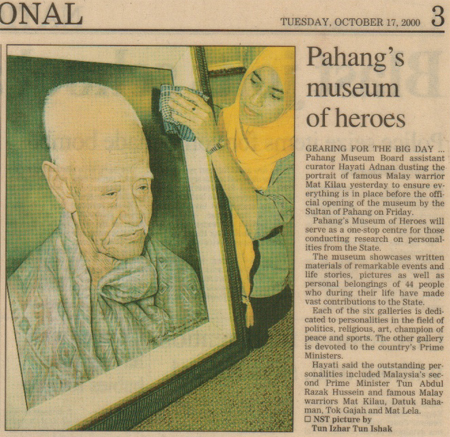 ONAL
TUESDAY, OCTOBER 17, 2000 3
Pahang's
museum
of heroes
GEARING FOR THE BIG DAY ...
Pahang Museum Board assistant
curator Hayati Adnan dusting the
portrait of famous Malay warrior
Mat Kilau yesterday to ensure ev-
erything is in place before the offi-
cial opening of the museum by the
Sultan of Pahang on Friday.
Pahang's Museum of Heroes will
serve as a one-stop centre for those
conducting research on personal-
ities from the State.
The museum showcases written
materials of remarkable events and
life stories, pictures as well as
personal belongings of 44 people
who during their life have made
vast contributions to the State.
Each of the six galleries is dedi-
cated to personalities in the field of
politics, religious, art, champion of
peace and sports. The other gallery
is devoted to the country's Prime
Ministers.
Hayati said the outstanding per-
sonalities included Malaysia's sec-
ond Prime Minister Tun Abdul
Razak Hussein and famous Malay
warriors Mat Kilau, Datuk Baha-
man, Tok Gajah and Mat Lela.
□ NST picture by
Tun Izhar Tun Ishak